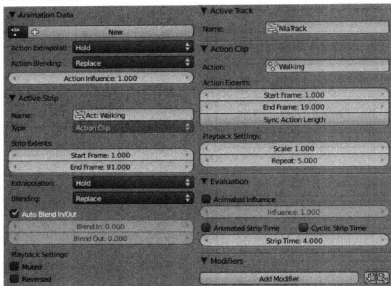 Animation Data
New
Action Extrapolati Hold
Action Blending: Replace
Action Influence: 1.000
Active Strip
Name: Act: Walking
Type: Action Clip
Strip Extents:
Start Frame: 1.000
End Frame: 91.000
Extrapolation: Hold
Blending: Replace
Auto Blend In/Out
Blend In: 0.000
Blend Out: 0.000
Playback Settings:
Muted
Reversed
Active Track
Name: NlaTrack
Action Clip
Action: Walking
Action Extents:
Start Frame: 1.000
End Frame: 19.000
Sync Action Length
Playback Settings:
Scale: 1.000
Repeat: 5.000
Evaluation
Animated Influence
Influence: 1.000
Animated Strip Time Cyclic Strip Time
Strip Time: 4.000
Modifiers
Add Modifier